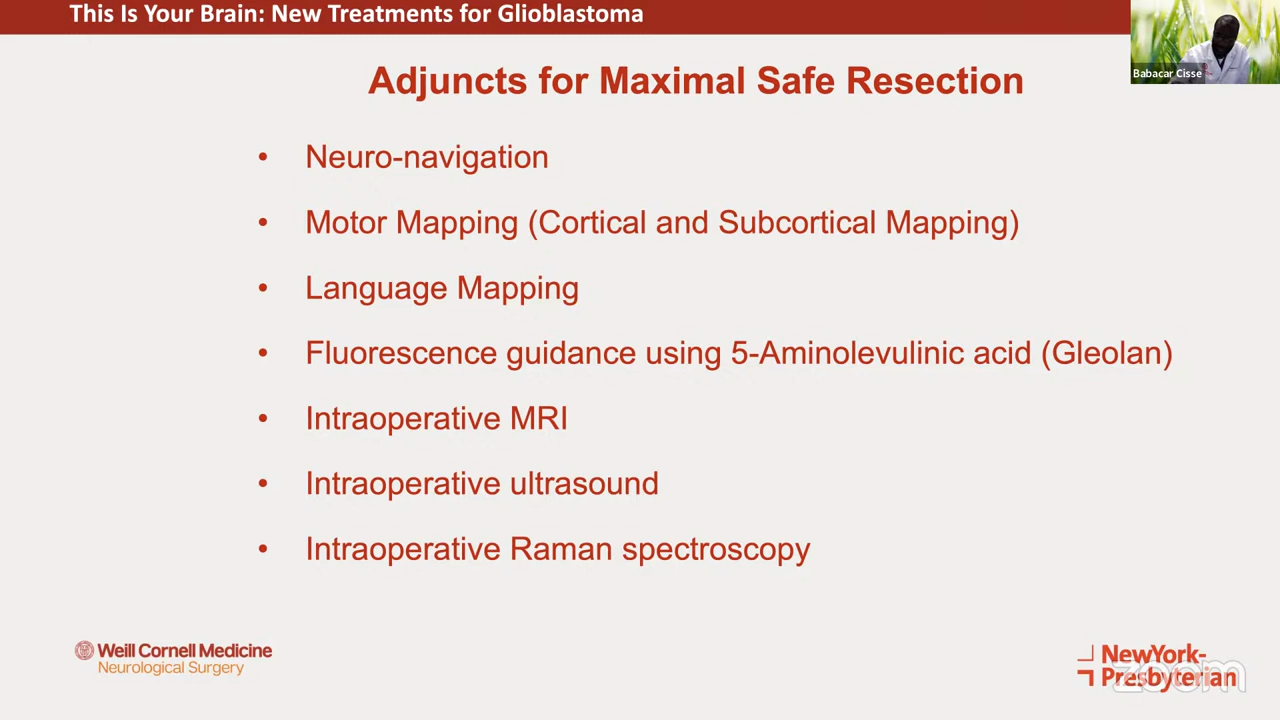 This Is Your Brain: New Treatments for Glioblastoma
Babacar Cisse
Adjuncts for Maximal Safe Resection
• Neuro-navigation
• Motor Mapping (Cortical and Subcortical Mapping)
• Language Mapping
• Fluorescence guidance using 5-Aminolevulinic acid (Gleolan)
• Intraoperative MRI
• Intraoperative ultrasound
• Intraoperative Raman spectroscopy
Weill Cornell Medicine
Neurological Surgery
NewYork-
Presbyterian
zoom